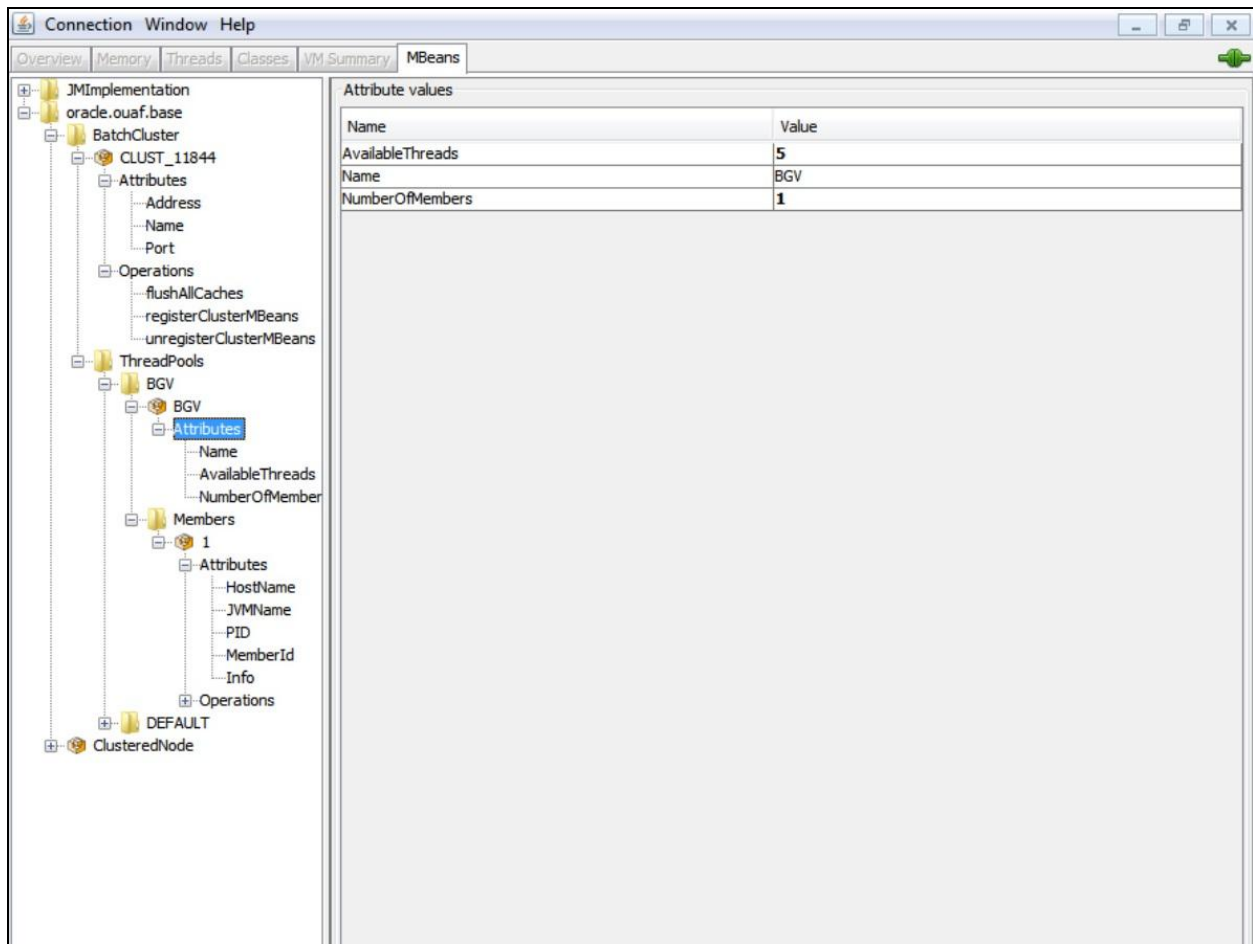 Connection Window Help
Overview Memory Threads Classes VM Summary MBeans
JMImplementation
oracle.ouaf.base
BatchCluster
CLUST_11844
Attributes
Address
Name
Port
Operations
flushAllCaches
registerClusterMBeans
unregisterClusterMBeans
ThreadPools
BGV
BGV
Attributes
Name
AvailableThreads
NumberOfMember
Members
1
Attributes
HostName
JVMName
PID
MemberId
Info
Operations
DEFAULT
ClusteredNode
Attribute values
Name Value
AvailableThreads 5
Name BGV
NumberOfMembers 1